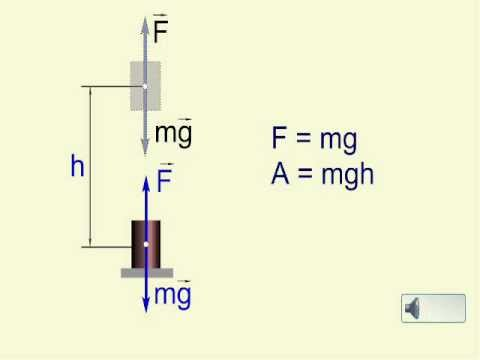 F
mg
h
F
mg
F = mg
A = mgh